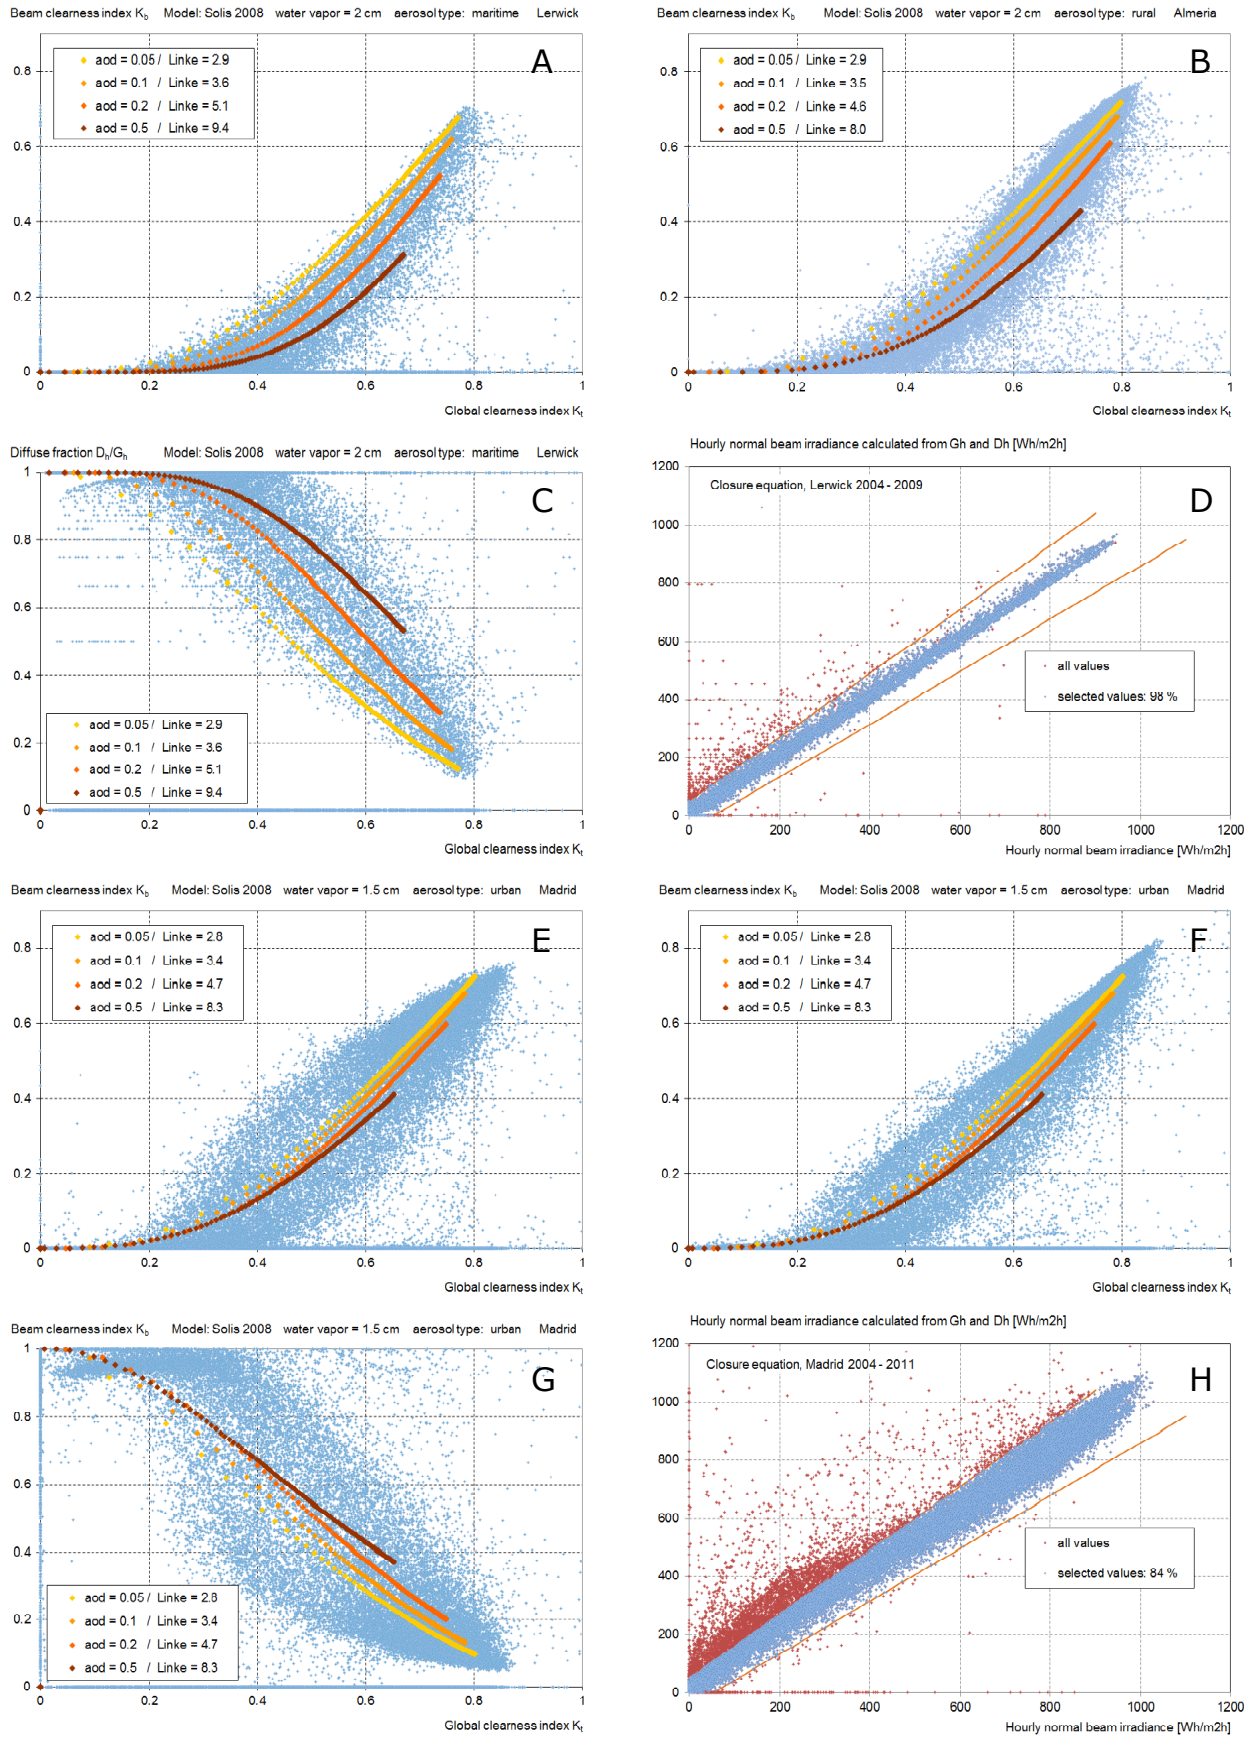 Beam clearness index Kb Model: Solis 2008 water vapor = 2 cm aerosol type: maritime Lerwick
A
aod = 0.05 / Linke = 2.9
aod = 0.1 / Linke = 3.6
aod = 0.2 / Linke = 5.1
aod = 0.5 / Linke = 9.4
0.8
0.6
0.4
0.2
0
0 0.2 0.4 0.6 0.8 1
Global clearness index Kt
Beam clearness index Kb Model: Solis 2008 water vapor = 2 cm aerosol type: rural Almeria
B
aod = 0.05 / Linke = 2.9
aod = 0.1 / Linke = 3.5
aod = 0.2 / Linke = 4.6
aod = 0.5 / Linke = 8.0
0.8
0.6
0.4
0.2
0
0 0.2 0.4 0.6 0.8 1
Global clearness index Kt
Diffuse fraction Dh/Gh Model: Solis 2008 water vapor = 2 cm aerosol type: maritime Lerwick
C
1
0.8
0.6
0.4
0.2
0
aod = 0.05 / Linke = 2.9
aod = 0.1 / Linke = 3.6
aod = 0.2 / Linke = 5.1
aod = 0.5 / Linke = 9.4
0 0.2 0.4 0.6 0.8 1
Global clearness index Kt
Hourly normal beam irradiance calculated from Gh and Dh [Wh/m2h]
Closure equation, Lerwick 2004 - 2009
D
1200
1000
800
600
400
200
0
all values
selected values: 98 %
0 200 400 600 800 1000 1200
Hourly normal beam irradiance [Wh/m2h]
Beam clearness index Kb Model: Solis 2008 water vapor = 1.5 cm aerosol type: urban Madrid
E
aod = 0.05 / Linke = 2.8
aod = 0.1 / Linke = 3.4
aod = 0.2 / Linke = 4.7
aod = 0.5 / Linke = 8.3
0.8
0.6
0.4
0.2
0
0 0.2 0.4 0.6 0.8 1
Global clearness index Kt
Beam clearness index Kb Model: Solis 2008 water vapor = 1.5 cm aerosol type: urban Madrid
F
aod = 0.05 / Linke = 2.8
aod = 0.1 / Linke = 3.4
aod = 0.2 / Linke = 4.7
aod = 0.5 / Linke = 8.3
0.8
0.6
0.4
0.2
0
0 0.2 0.4 0.6 0.8 1
Global clearness index Kt
Beam clearness index Kb Model: Solis 2008 water vapor = 1.5 cm aerosol type: urban Madrid
G
1
0.8
0.6
0.4
0.2
0
aod = 0.05 / Linke = 2.8
aod = 0.1 / Linke = 3.4
aod = 0.2 / Linke = 4.7
aod = 0.5 / Linke = 8.3
0 0.2 0.4 0.6 0.8 1
Global clearness index Kt
Hourly normal beam irradiance calculated from Gh and Dh [Wh/m2h]
Closure equation, Madrid 2004 - 2011
H
1200
1000
800
600
400
200
0
all values
selected values: 84 %
0 200 400 600 800 1000 1200
Hourly normal beam irradiance [Wh/m2h]